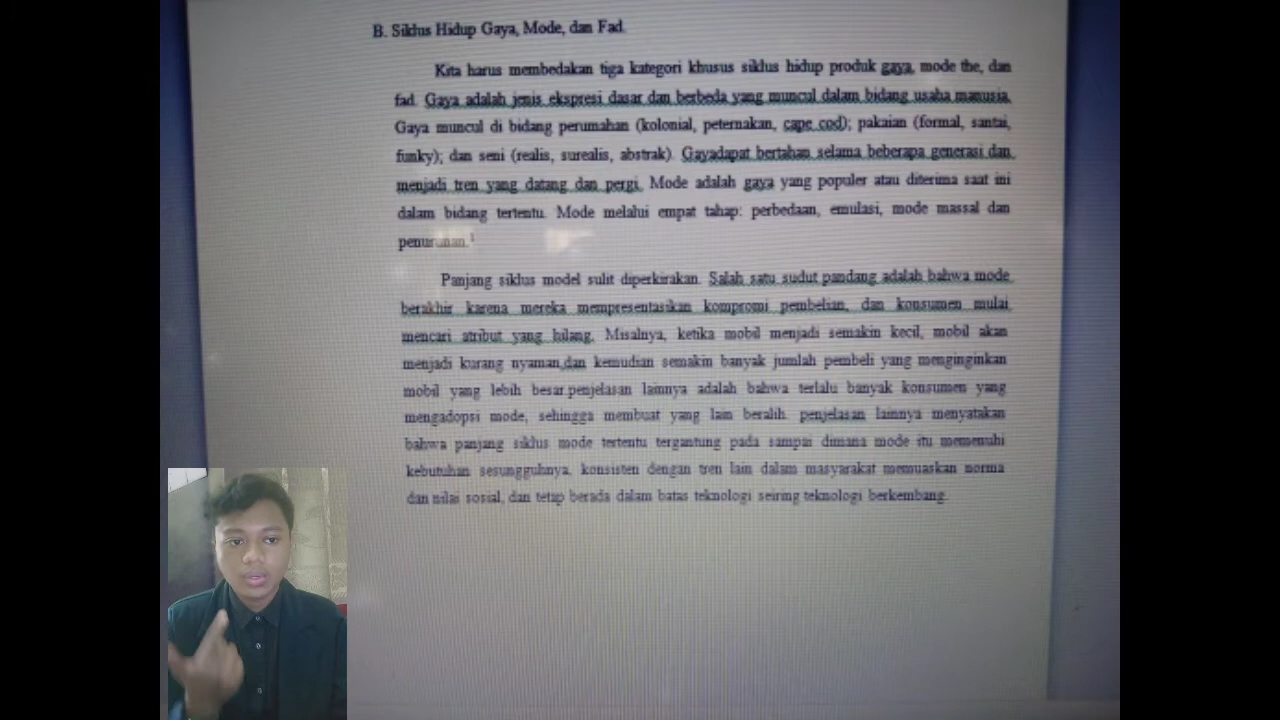 B. Siklus Hidup Gaya, Mode, dan Fad.
Kita harus membedakan tiga kategori khusus siklus hidup produk gaya, mode the, dan
fad. Gaya adalah jenis ekspresi dasar dan berbeda yang muncul dalam bidang usaha manusia.
Gaya muncul di bidang perumahan (kolonial, peternakan, cape cod); pakaian (formal, santai,
funky); dan seni (realis, surealis, abstrak). Gayadapat bertahan selama beberapa generasi dan
menjadi tren yang datang dan pergi. Mode adalah gaya yang populer atau diterima saat ini
dalam bidang tertentu. Mode melalui empat tahap: perbedaan, emulasi, mode massal dan
penurunan.¹
Panjang siklus model sulit diperkirakan. Salah satu sudut pandang adalah bahwa mode
berakhir karena mereka mempresentasikan kompromi pembelian, dan konsumen mulai
mencari atribut yang hilang. Misalnya, ketika mobil menjadi semakin kecil, mobil akan
menjadi kurang nyaman,dan kemudian semakin banyak jumlah pembeli yang menginginkan
mobil yang lebih besar.penjelasan lainnya adalah bahwa terlalu banyak konsumen yang
mengadopsi mode, sehingga membuat yang lain beralih. penjelasan lainnya menyatakan
bahwa panjang siklus mode tertentu tergantung pada sampai dimana mode itu memenuhi
kebutuhan sesungguhnya. konsisten dengan tren lain dalam masyarakat memuaskan norma
dan nilai sosial, dan tetap berada dalam batas teknologi seiring teknologi berkembang.